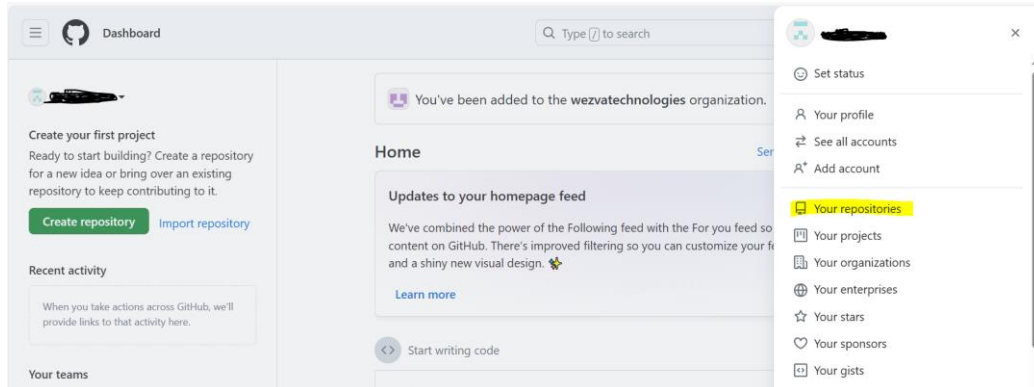 Dashboard
Type / to search
Create your first project
Ready to start building? Create a repository
for a new idea or bring over an existing
repository to keep contributing to it.
Create repository
Import repository
Recent activity
When you take actions across GitHub, we'll
provide links to that activity here.
Your teams
You've been added to the wezvatechnologies organization.
Home
Updates to your homepage feed
We've combined the power of the Following feed with the For you feed so
content on GitHub. There's improved filtering so you can customize your
and a shiny new visual design.
Learn more
Start writing code
Set status
Your profile
See all accounts
Add account
Your repositories
Your projects
Your organizations
Your enterprises
Your stars
Your sponsors
Your gists